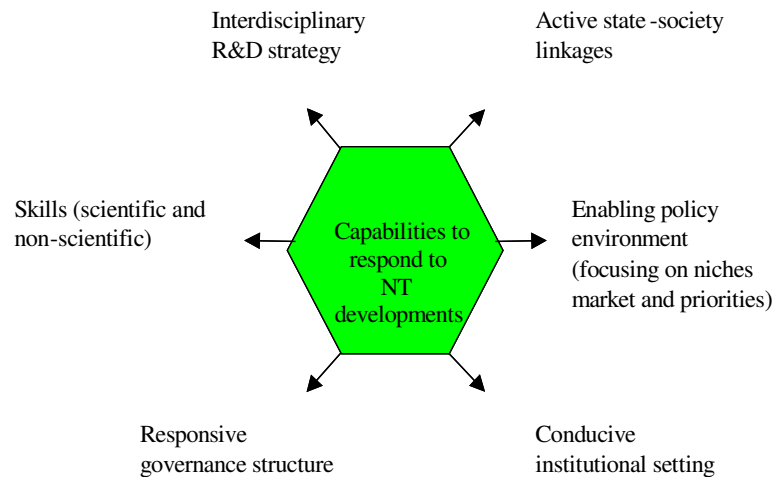 Interdisciplinary
R&D strategy
Active state-society
linkages
Skills (scientific and
non-scientific)
Capabilities to
respond to
NT
developments
Enabling policy
environment
(focusing on niches
market and priorities)
Responsive
governance structure
Conducive
institutional setting